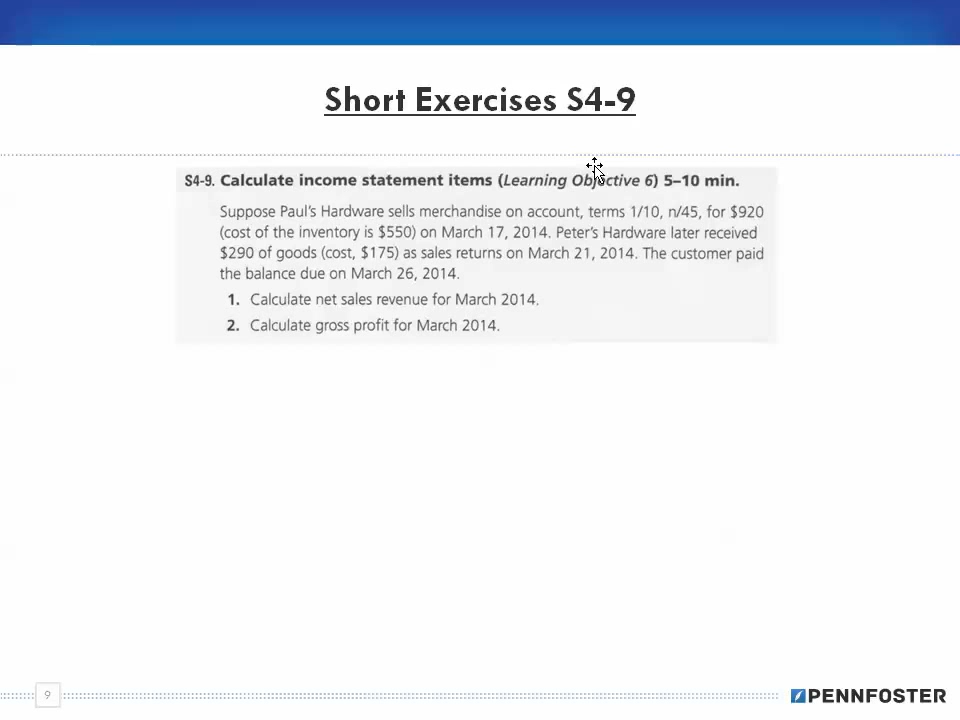 Short Exercises S4-9
S4-9. Calculate income statement items (Learning Objective 6) 5–10 min.
Suppose Paul's Hardware sells merchandise on account, terms 1/10, n/45, for $920
(cost of the inventory is $550) on March 17, 2014. Peter's Hardware later received
$290 of goods (cost, $175) as sales returns on March 21, 2014. The customer paid
the balance due on March 26, 2014.
1. Calculate net sales revenue for March 2014.
2. Calculate gross profit for March 2014.
9
PENNFOSTER